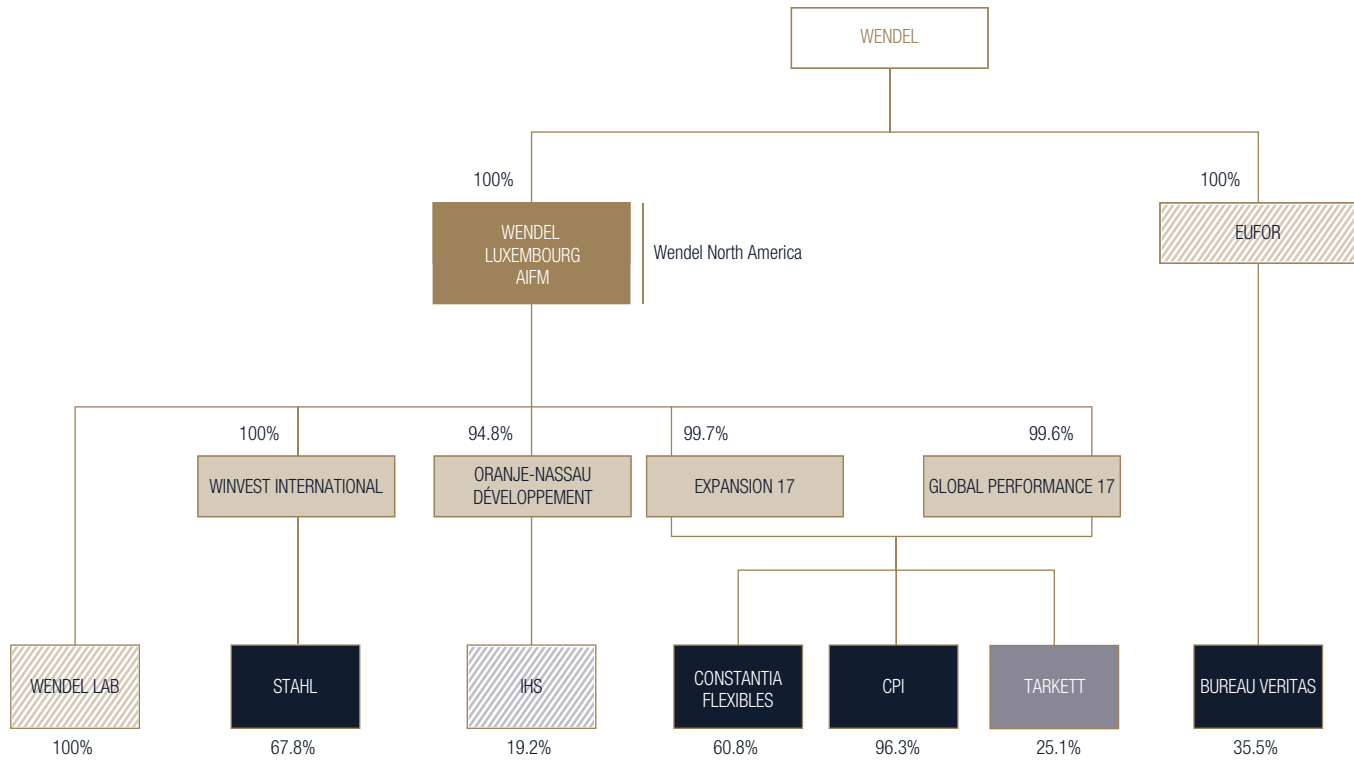 WENDEL
100%
100%
WENDEL
LUXEMBOURG
AIFM
Wendel North America
EUFOR
100%
94.8%
99.7%
99.6%
WINVEST INTERNATIONAL
ORANJE-NASSAU
DÉVELOPPEMENT
EXPANSION 17
GLOBAL PERFORMANCE 17
WENDEL LAB
STAHL
IHS
CONSTANTIA
FLEXIBLES
CPI
TARKETT
BUREAU VERITAS
100%
67.8%
19.2%
60.8%
96.3%
25.1%
35.5%